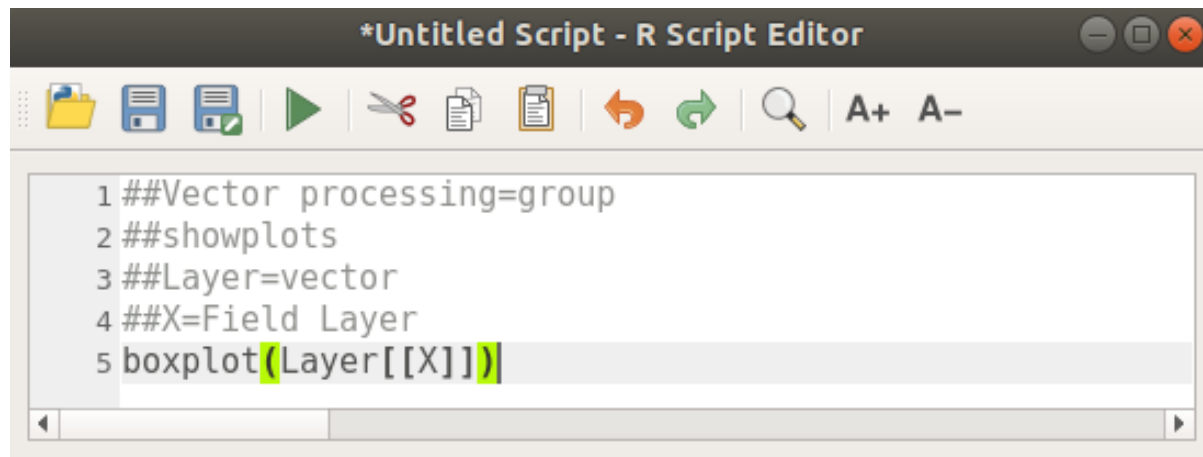 *Untitled Script - R Script Editor
A+ A-
1 ##Vector processing=group
2 ##showplots
3 ##Layer=vector
4 ##X=Field Layer
5 boxplot(Layer[[X]])